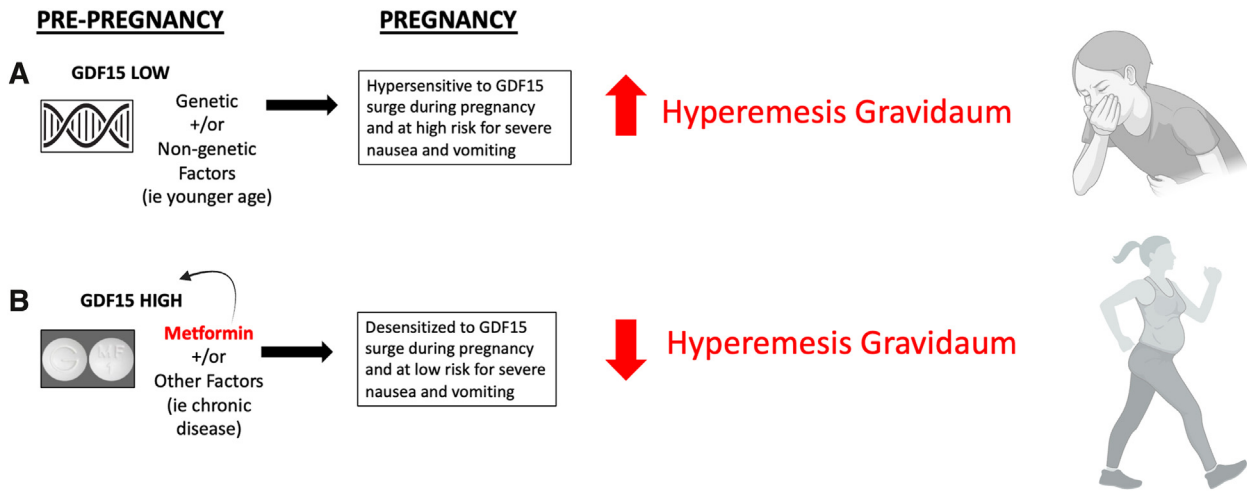 PRE-PREGNANCY
PREGNANCY
A
GDF15 LOW
Genetic
+/or
Non-genetic
Factors
(ie younger age)
Hypersensitive to GDF15
surge during pregnancy
and at high risk for severe
nausea and vomiting
Hyperemesis Gravidaum
B
GDF15 HIGH
G
MF
1
Metformin
+/or
Other Factors
(ie chronic
disease)
Desensitized to GDF15
surge during pregnancy
and at low risk for severe
nausea and vomiting
Hyperemesis Gravidaum